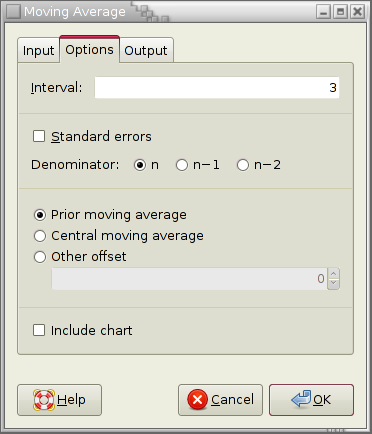 Moving Average
Input Options Output
Interval: 3
Standard errors
Denominator: n n−1 n−2
Prior moving average
Central moving average
Other offset
0
Include chart
Help Cancel OK